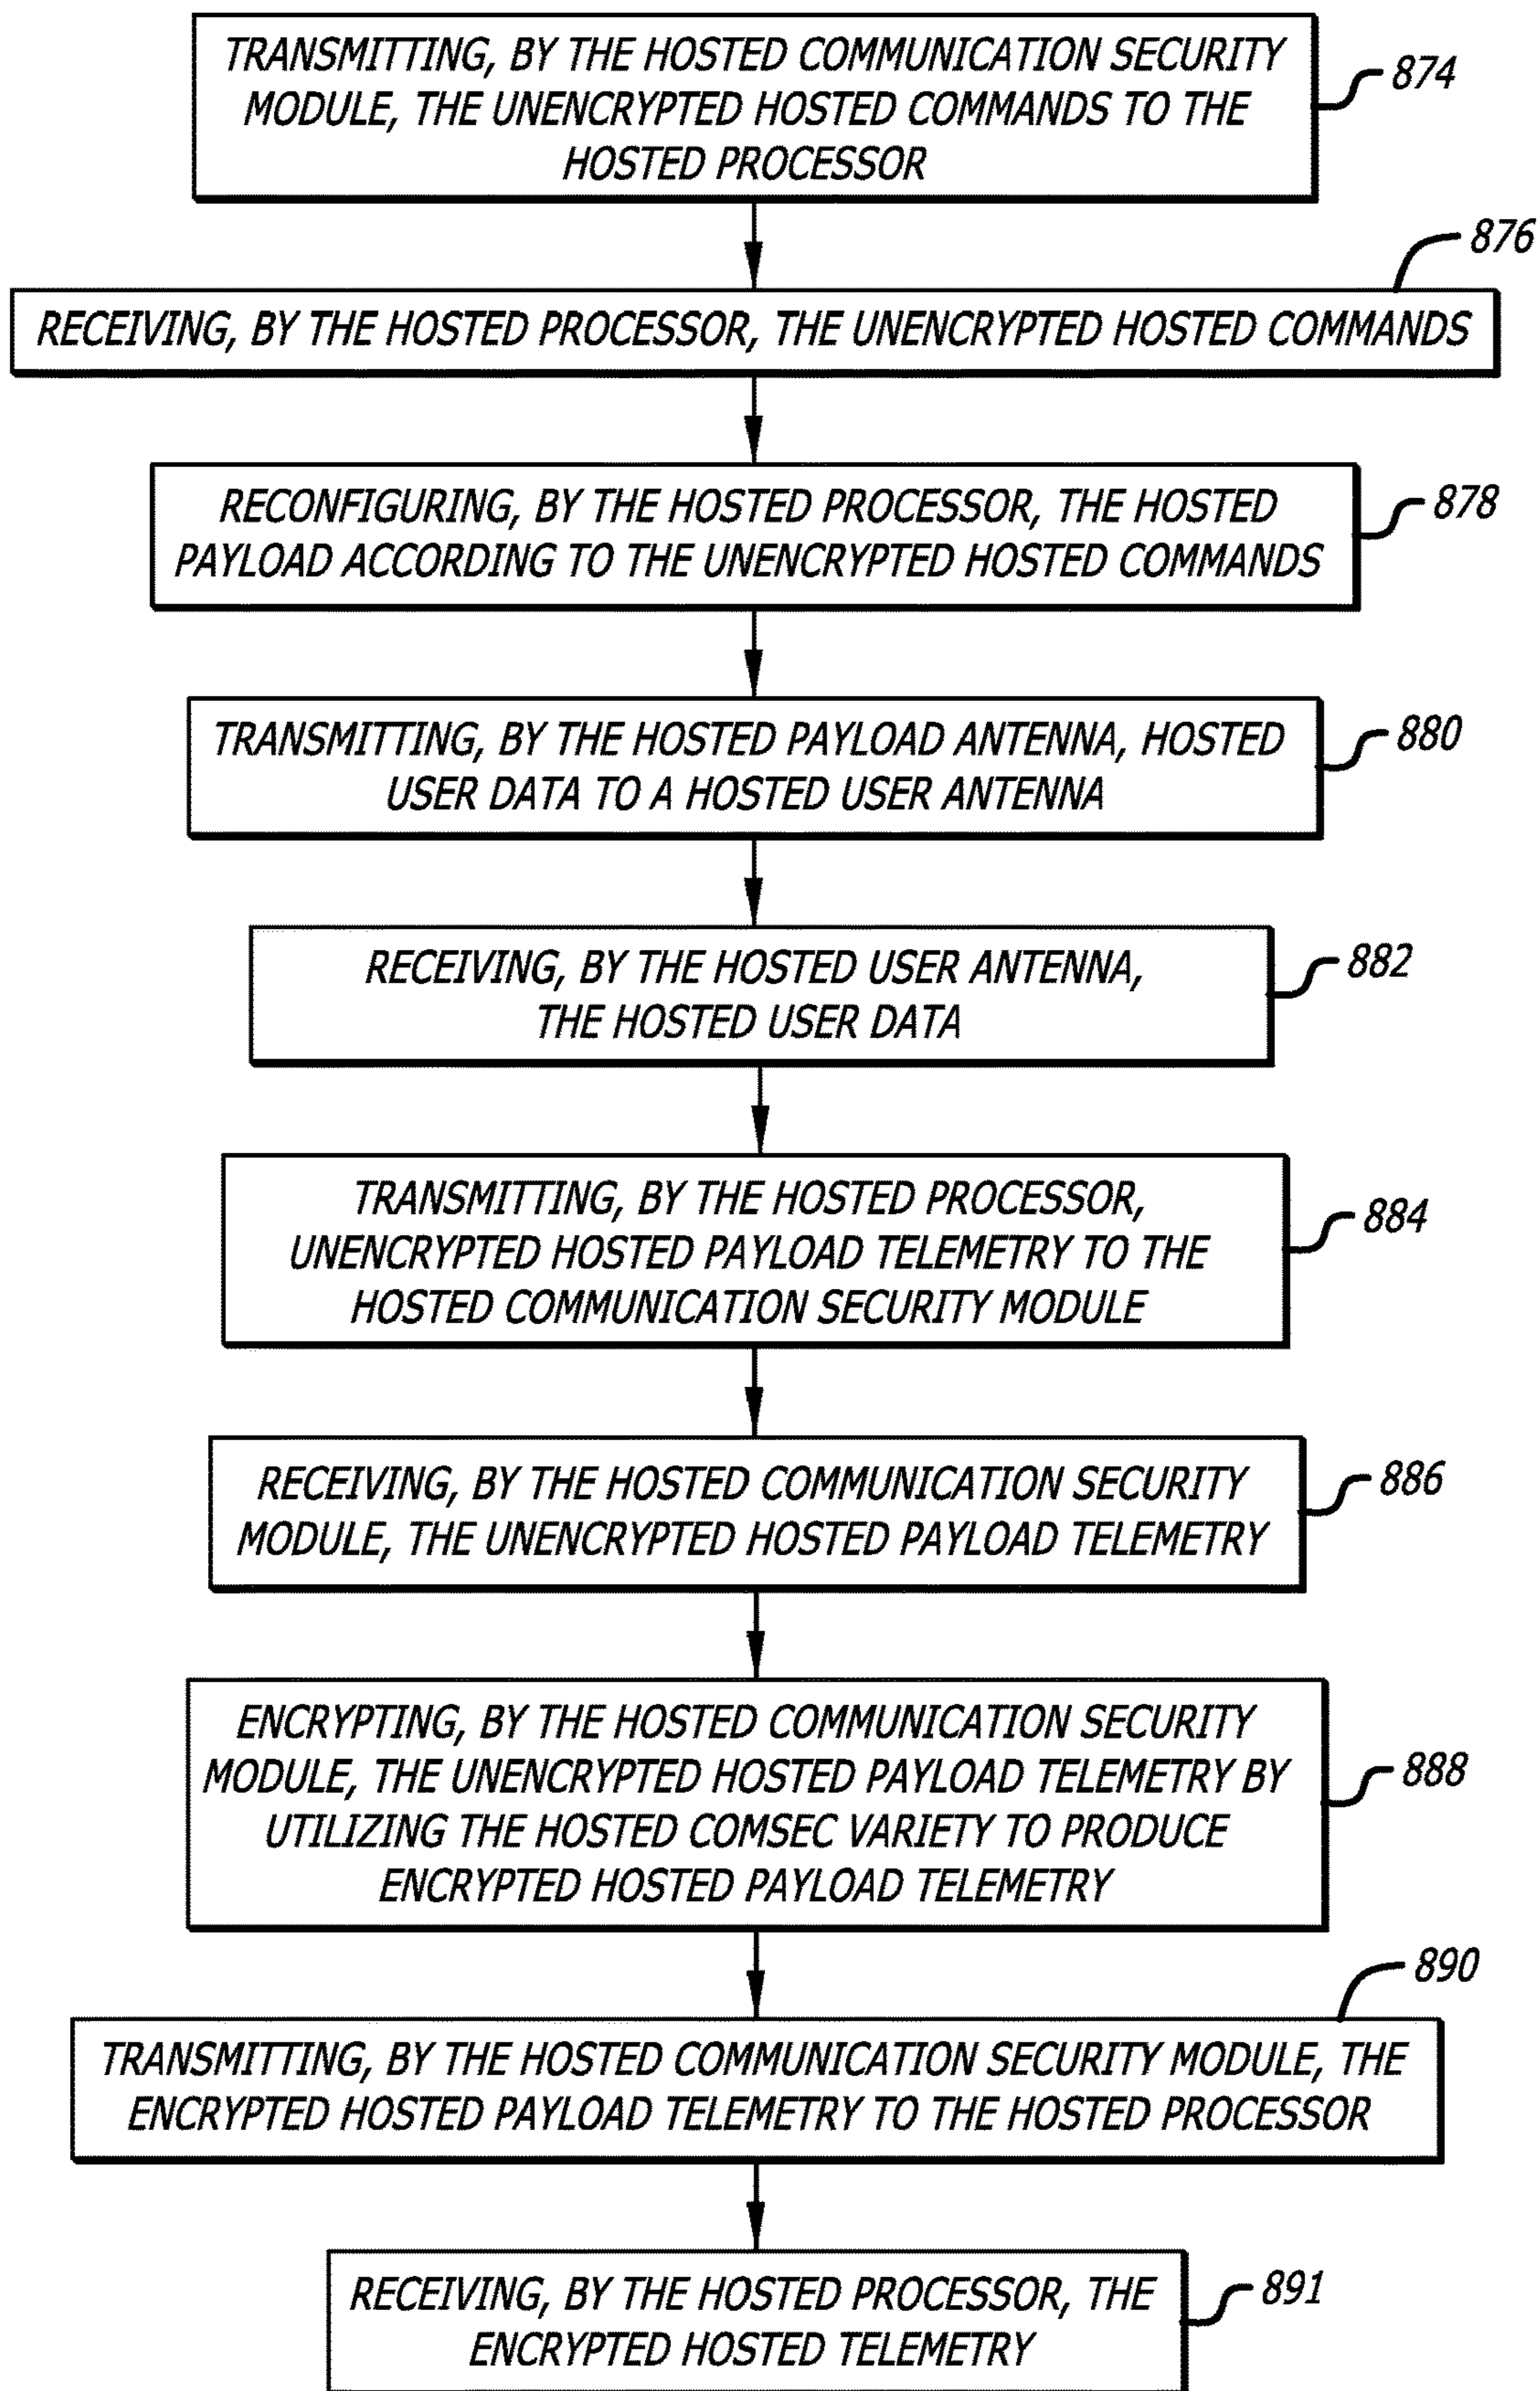 TRANSMITTING, BY THE HOSTED COMMUNICATION SECURITY
MODULE, THE UNENCRYPTED HOSTED COMMANDS TO THE
HOSTED PROCESSOR
874
876
RECEIVING, BY THE HOSTED PROCESSOR, THE UNENCRYPTED HOSTED COMMANDS
RECONFIGURING, BY THE HOSTED PROCESSOR, THE HOSTED
PAYLOAD ACCORDING TO THE UNENCRYPTED HOSTED COMMANDS
878
TRANSMITTING, BY THE HOSTED PAYLOAD ANTENNA, HOSTED
USER DATA TO A HOSTED USER ANTENNA
880
RECEIVING, BY THE HOSTED USER ANTENNA,
THE HOSTED USER DATA
882
TRANSMITTING, BY THE HOSTED PROCESSOR,
UNENCRYPTED HOSTED PAYLOAD TELEMETRY TO THE
HOSTED COMMUNICATION SECURITY MODULE
884
RECEIVING, BY THE HOSTED COMMUNICATION SECURITY
MODULE, THE UNENCRYPTED HOSTED PAYLOAD TELEMETRY
886
ENCRYPTING, BY THE HOSTED COMMUNICATION SECURITY
MODULE, THE UNENCRYPTED HOSTED PAYLOAD TELEMETRY BY
UTILIZING THE HOSTED COMSEC VARIETY TO PRODUCE
ENCRYPTED HOSTED PAYLOAD TELEMETRY
888
890
TRANSMITTING, BY THE HOSTED COMMUNICATION SECURITY MODULE, THE
ENCRYPTED HOSTED PAYLOAD TELEMETRY TO THE HOSTED PROCESSOR
RECEIVING, BY THE HOSTED PROCESSOR, THE
ENCRYPTED HOSTED TELEMETRY
891